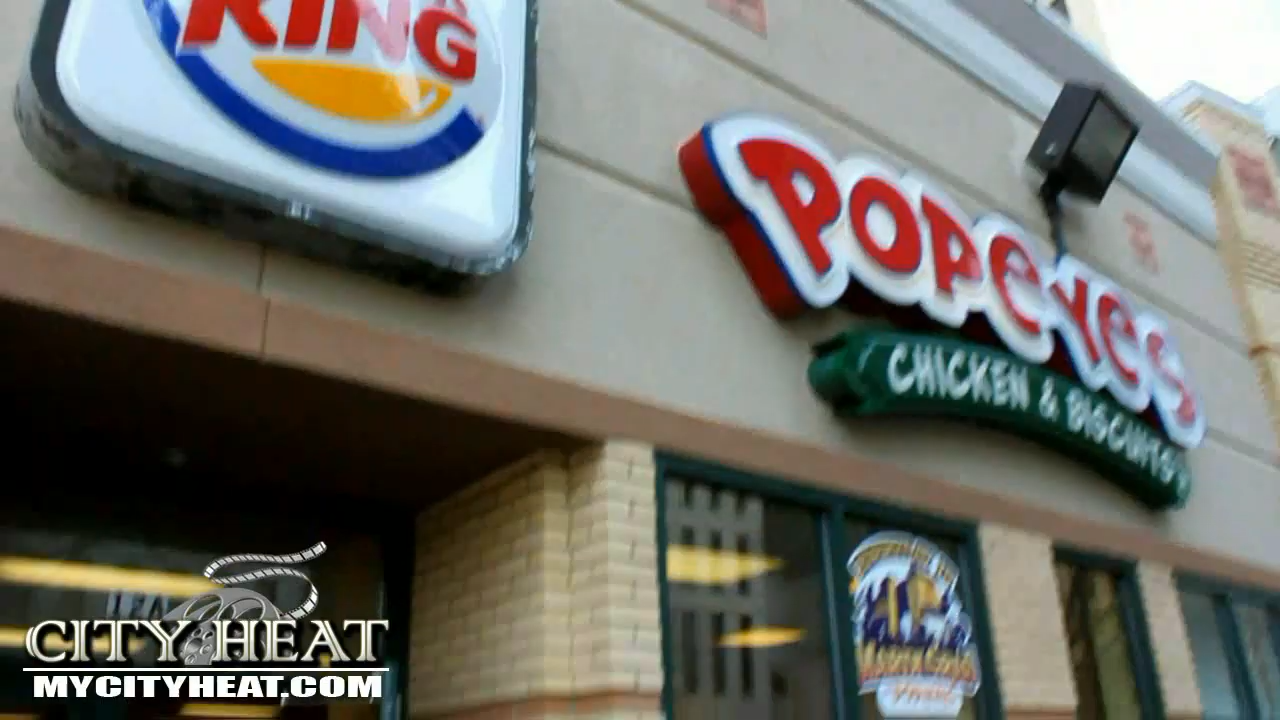 KING
POPEYES
CHICKEN & BISCUITS
CITY HEAT
MYCITYHEAT.COM